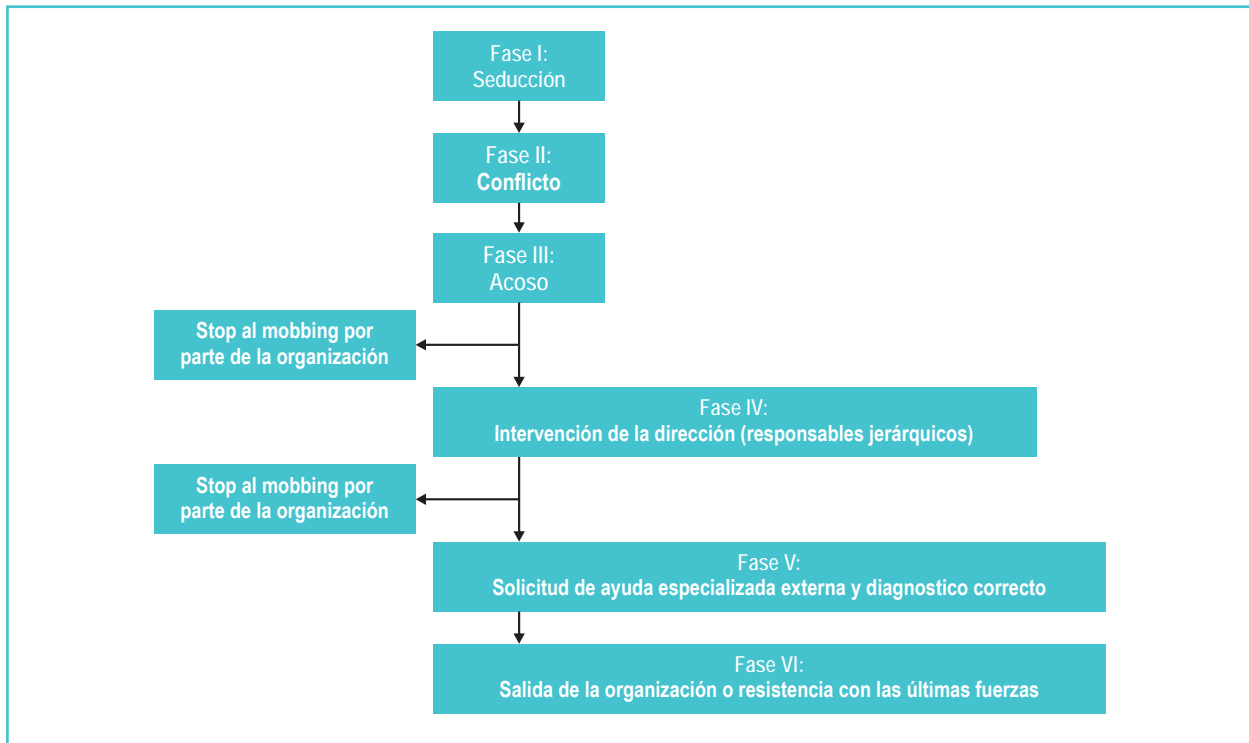 Fase I:
Seducción
Fase II:
Conflicto
Fase III:
Acoso
Stop al mobbing por
parte de la organización
Fase IV:
Intervención de la dirección (responsables jerárquicos)
Stop al mobbing por
parte de la organización
Fase V:
Solicitud de ayuda especializada externa y diagnostico correcto
Fase VI:
Salida de la organización o resistencia con las últimas fuerzas